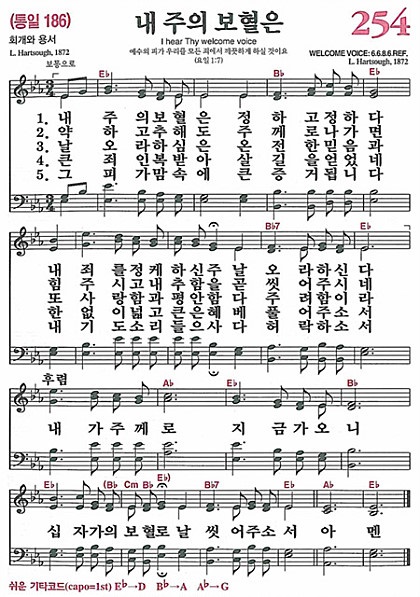 (통일 186) 내 주의 보혈은 254
회개와 용서 I hear Thy welcome voice
L. Hartsough, 1872 예수의 피가 우리를 모든 죄에서 깨끗하게 하실 것이요 WELCOME VOICE: 6.6.8.6.REF.
(요일 1:7) L. Hartsough, 1872
보통으로 E♭ B♭ E♭
1. 내 주의보혈은 정하고정하다
2. 약하고추해도 주께로나가면
3. 날 오라하심은 온전한믿음과
4. 큰 죄인복받아 살길을얻었네
5. 그 피가맘속에 큰증거됩니다
B♭7 E♭
내 죄를정케하신주 날 오라하신다
힘 주시고내추함을 곧 씻어주시네
또 사랑함과평안함 다 주려함이라
한 없이넓고큰은혜 베풀어주소서
내 기도소리들으사 다 허락하소서
후렴 A♭ E♭ B♭
내가주께로 지금가오니
E♭ (B♭ Cm B♭) E♭ B♭7 E♭ A♭ E♭
십자가의보혈로날씻어주소서 아멘
쉬운 기타코드(capo=1st) E♭→D B♭→A A♭→G